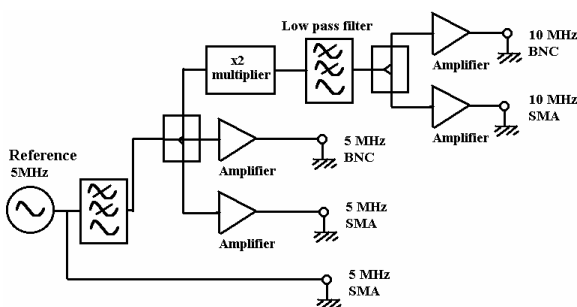 Low pass filter
x2
multiplier
Amplifier
10 MHz
BNC
Amplifier
10 MHz
SMA
Reference
5MHz
Amplifier
5 MHz
BNC
Amplifier
5 MHz
SMA
5 MHz
SMA